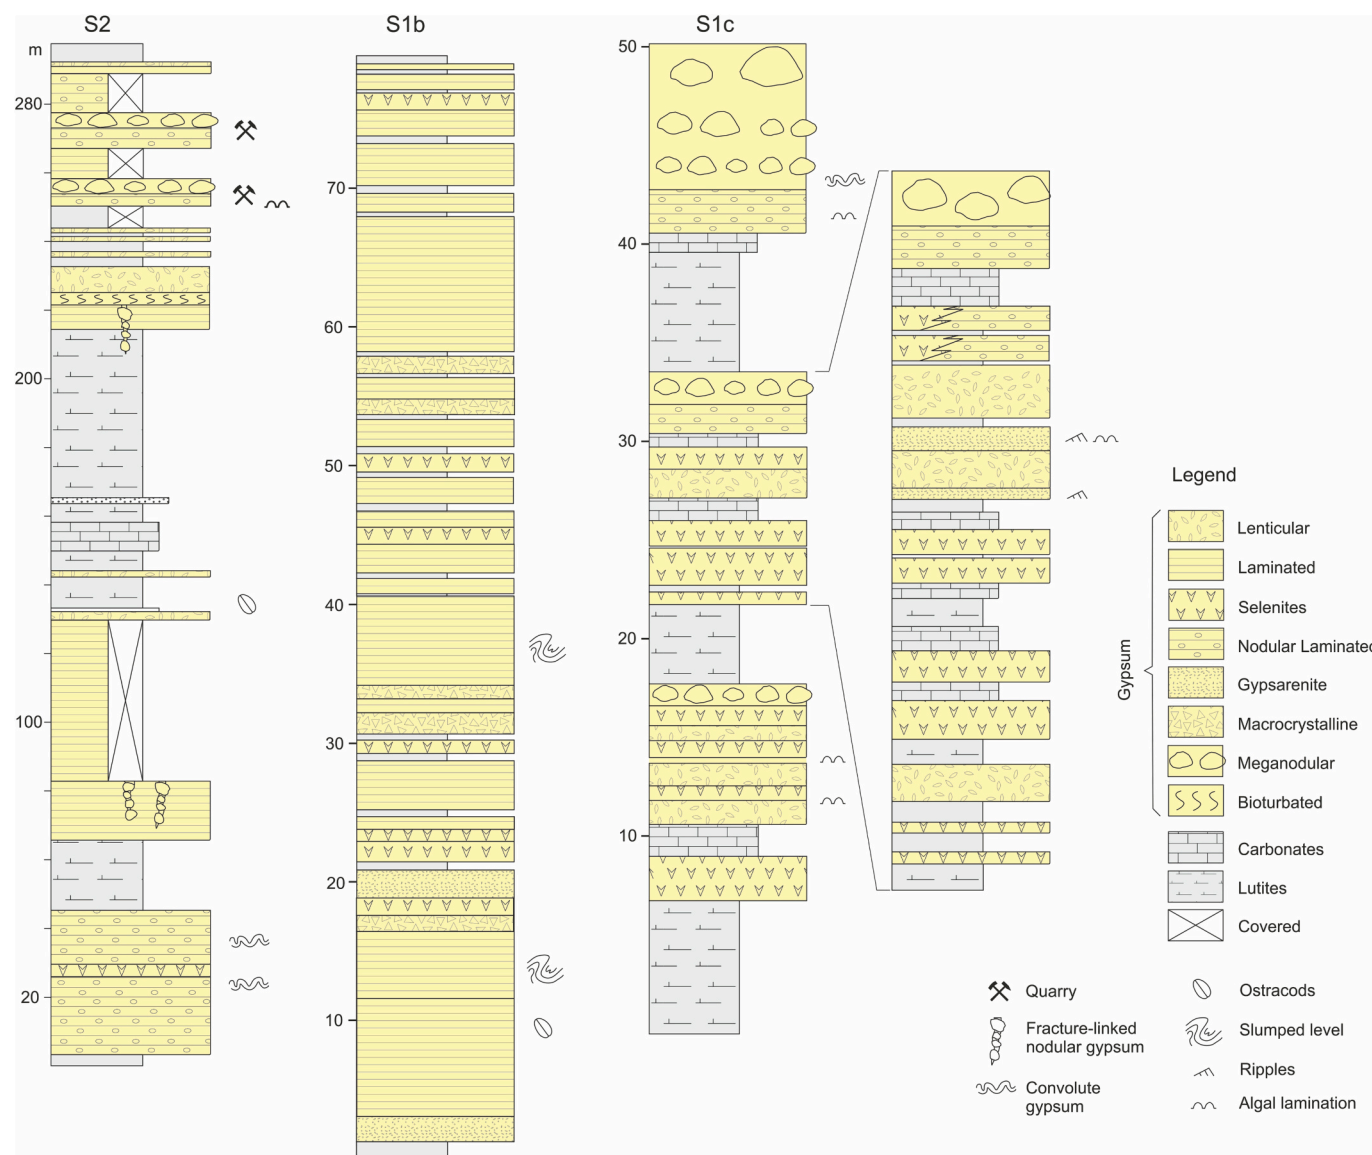 S2
S1b
S1c
m
280
200
100
20
70
60
50
40
30
20
10
50
40
30
20
10
Legend
Gypsum
Lenticular
Laminated
Selenites
Nodular Laminated
Gypsarenite
Macrocrystalline
Meganodular
Bioturbated
Carbonates
Lutites
Covered
Quarry
Fracture-linked
nodular gypsum
Convolute
gypsum
Ostracods
Slumped level
Ripples
Algal lamination